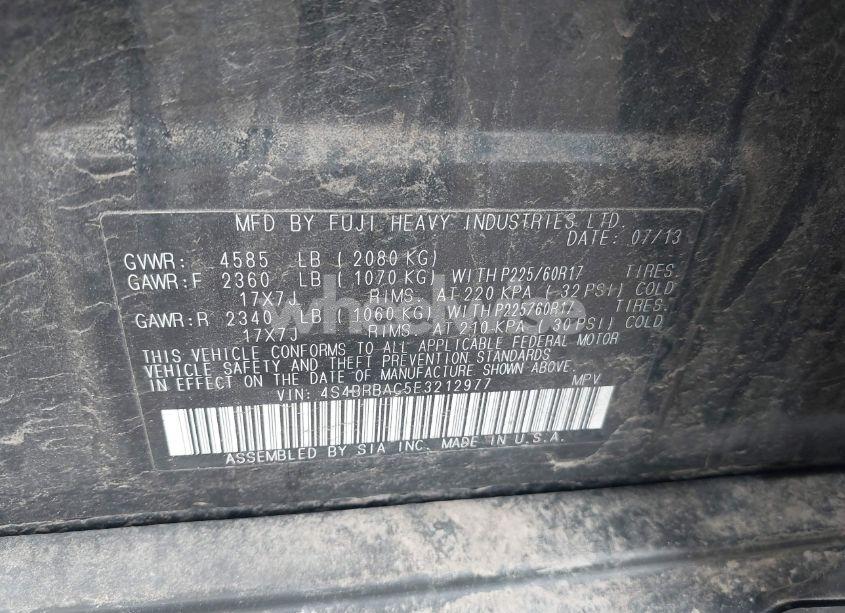 MFD BY FUJI HEAVY INDUSTRIES LTD.
DATE: 07/13
GVWR: 4585 LB ( 2080 KG)
GAWR:F 2360 LB ( 1070 KG) WITH P225/60R17 TIRES.
17X7J RIMS. AT 220 KPA ( 32 PSI) COLD
GAWR:R 2340 LB ( 1060 KG) WITH P225/60R17 TIRES.
17X7J RIMS. AT 210 KPA ( 30 PSI) COLD
THIS VEHICLE CONFORMS TO ALL APPLICABLE FEDERAL MOTOR
VEHICLE SAFETY AND THEFT PREVENTION STANDARDS
IN EFFECT ON THE DATE OF MANUFACTURE SHOWN ABOVE.
VIN: 4S4BRBAC5E3212977 MPV
ASSEMBLED BY SIA INC. MADE IN U.S.A.